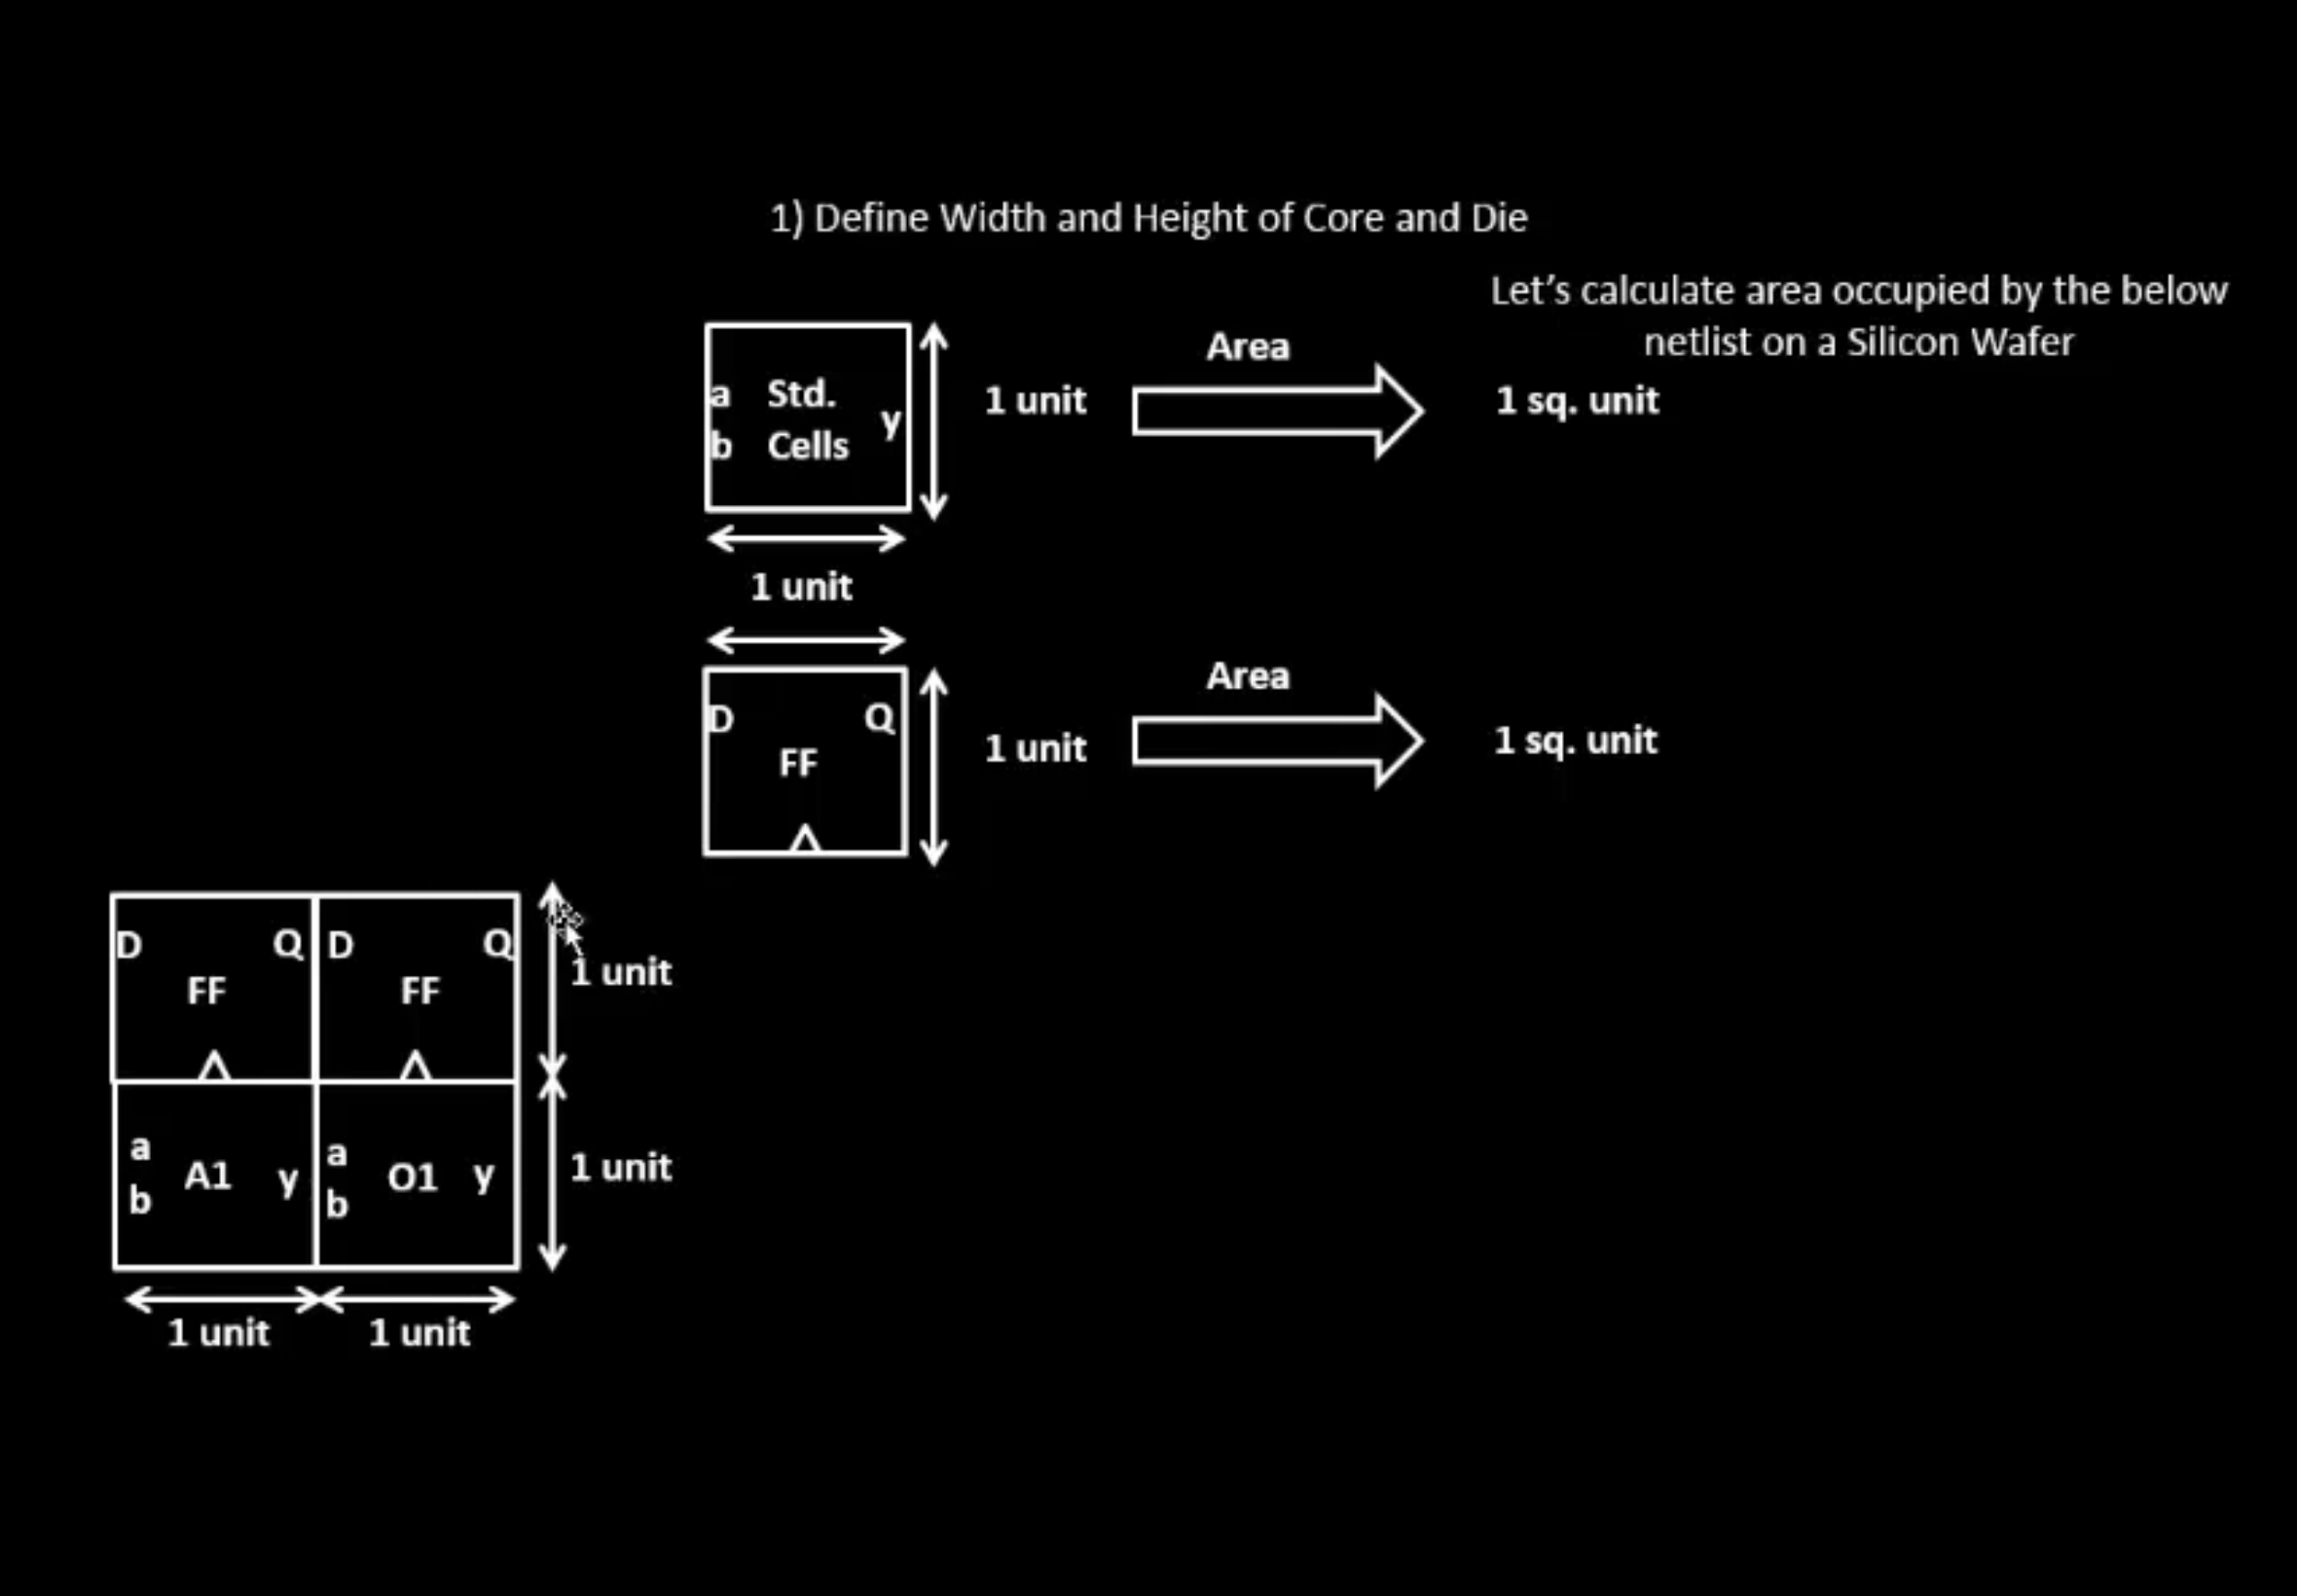 1) Define Width and Height of Core and Die
Let's calculate area occupied by the below
netlist on a Silicon Wafer
a Std. y
b Cells
1 unit
Area
1 sq. unit
1 unit
D Q
FF
1 unit
Area
1 sq. unit
D Q D Q
FF FF
1 unit
a A1 y a O1 y
b b
1 unit
1 unit 1 unit